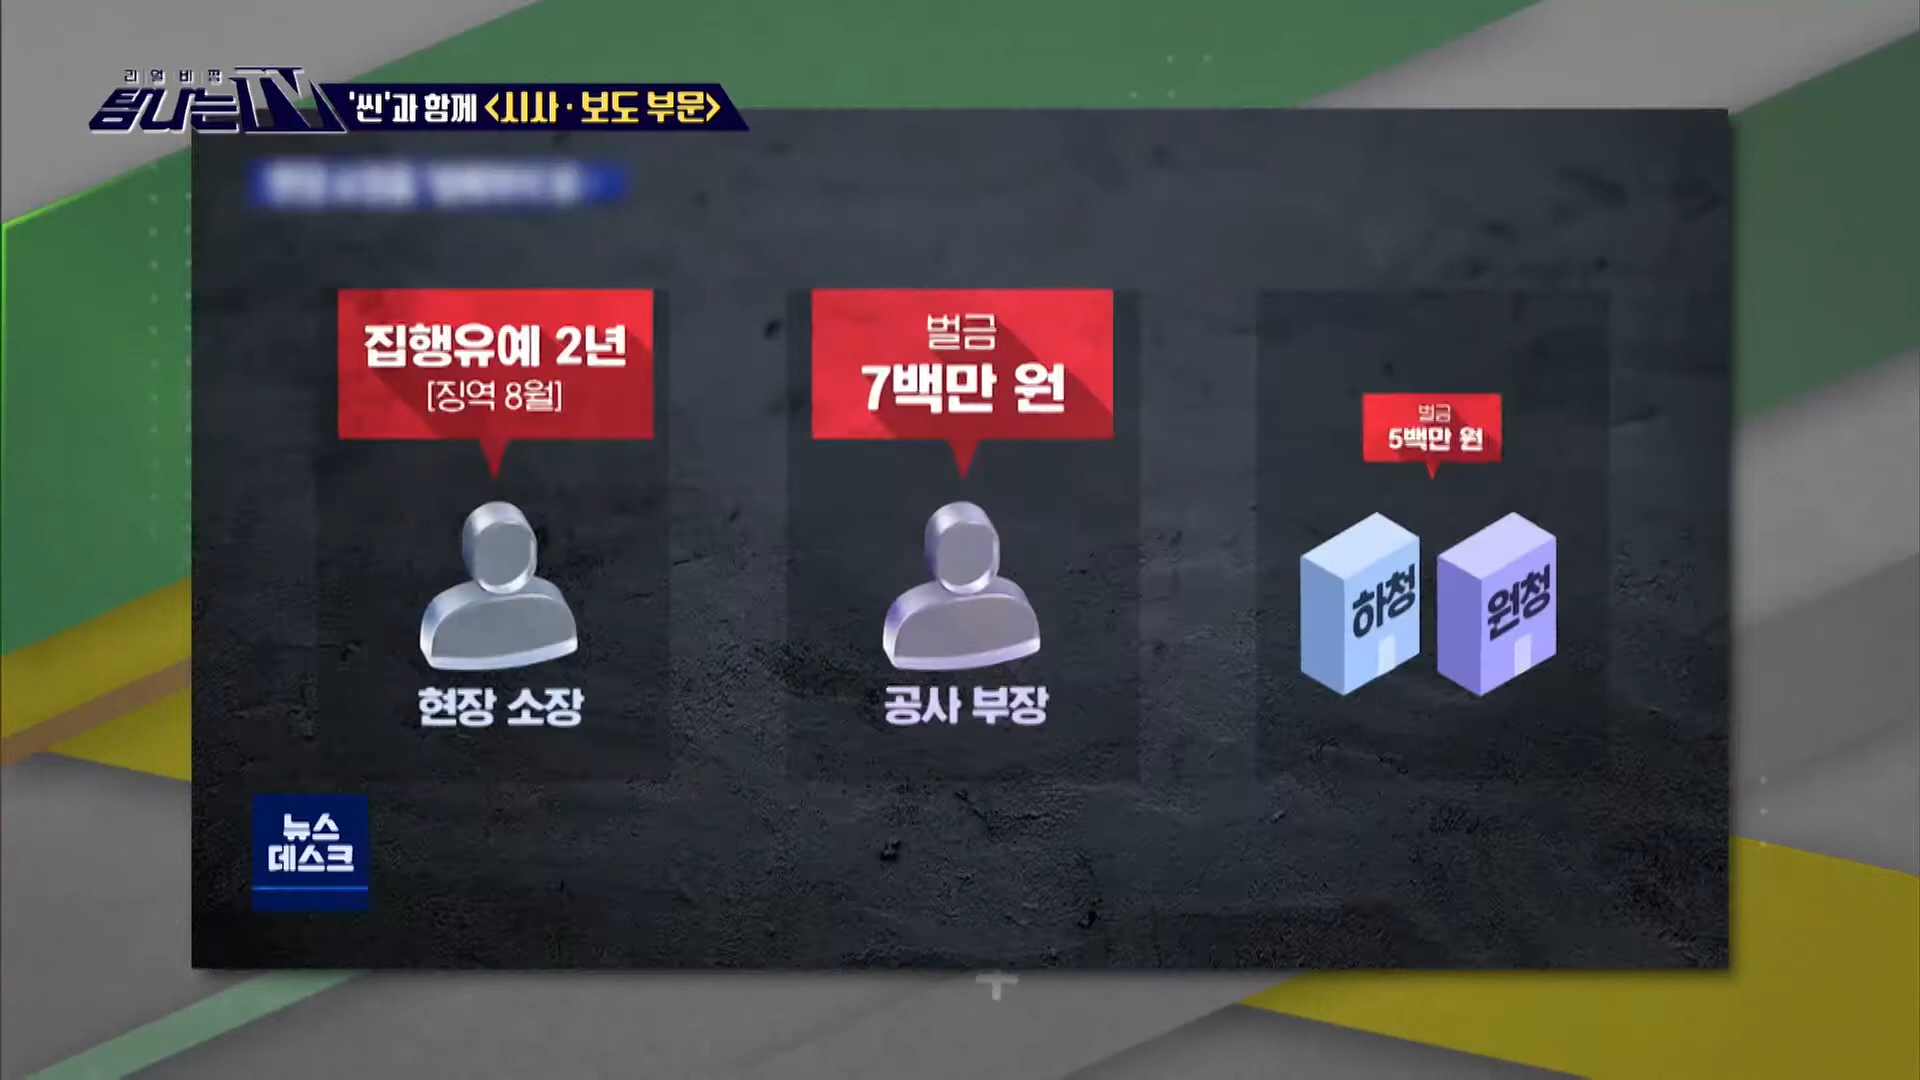 리얼비평
탐나는TV
'씬'과 함께 <시사·보도 부문>
집행유예 2년
[징역 8월]
벌금
7백만 원
벌금
5백만 원
하청
원청
현장 소장
공사 부장
뉴스
데스크